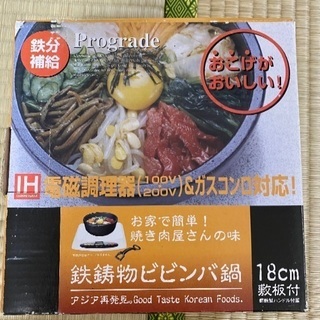 鉄分
補給
Prograde
おこげが
おいしい!
IH
電磁調理器(100V/200V)&ガスコンロ対応!
お家で簡単!
焼き肉屋さんの味
鉄鋳物ビビンバ鍋
18cm
敷板付
アジア再発見。Good Taste Korean Foods.